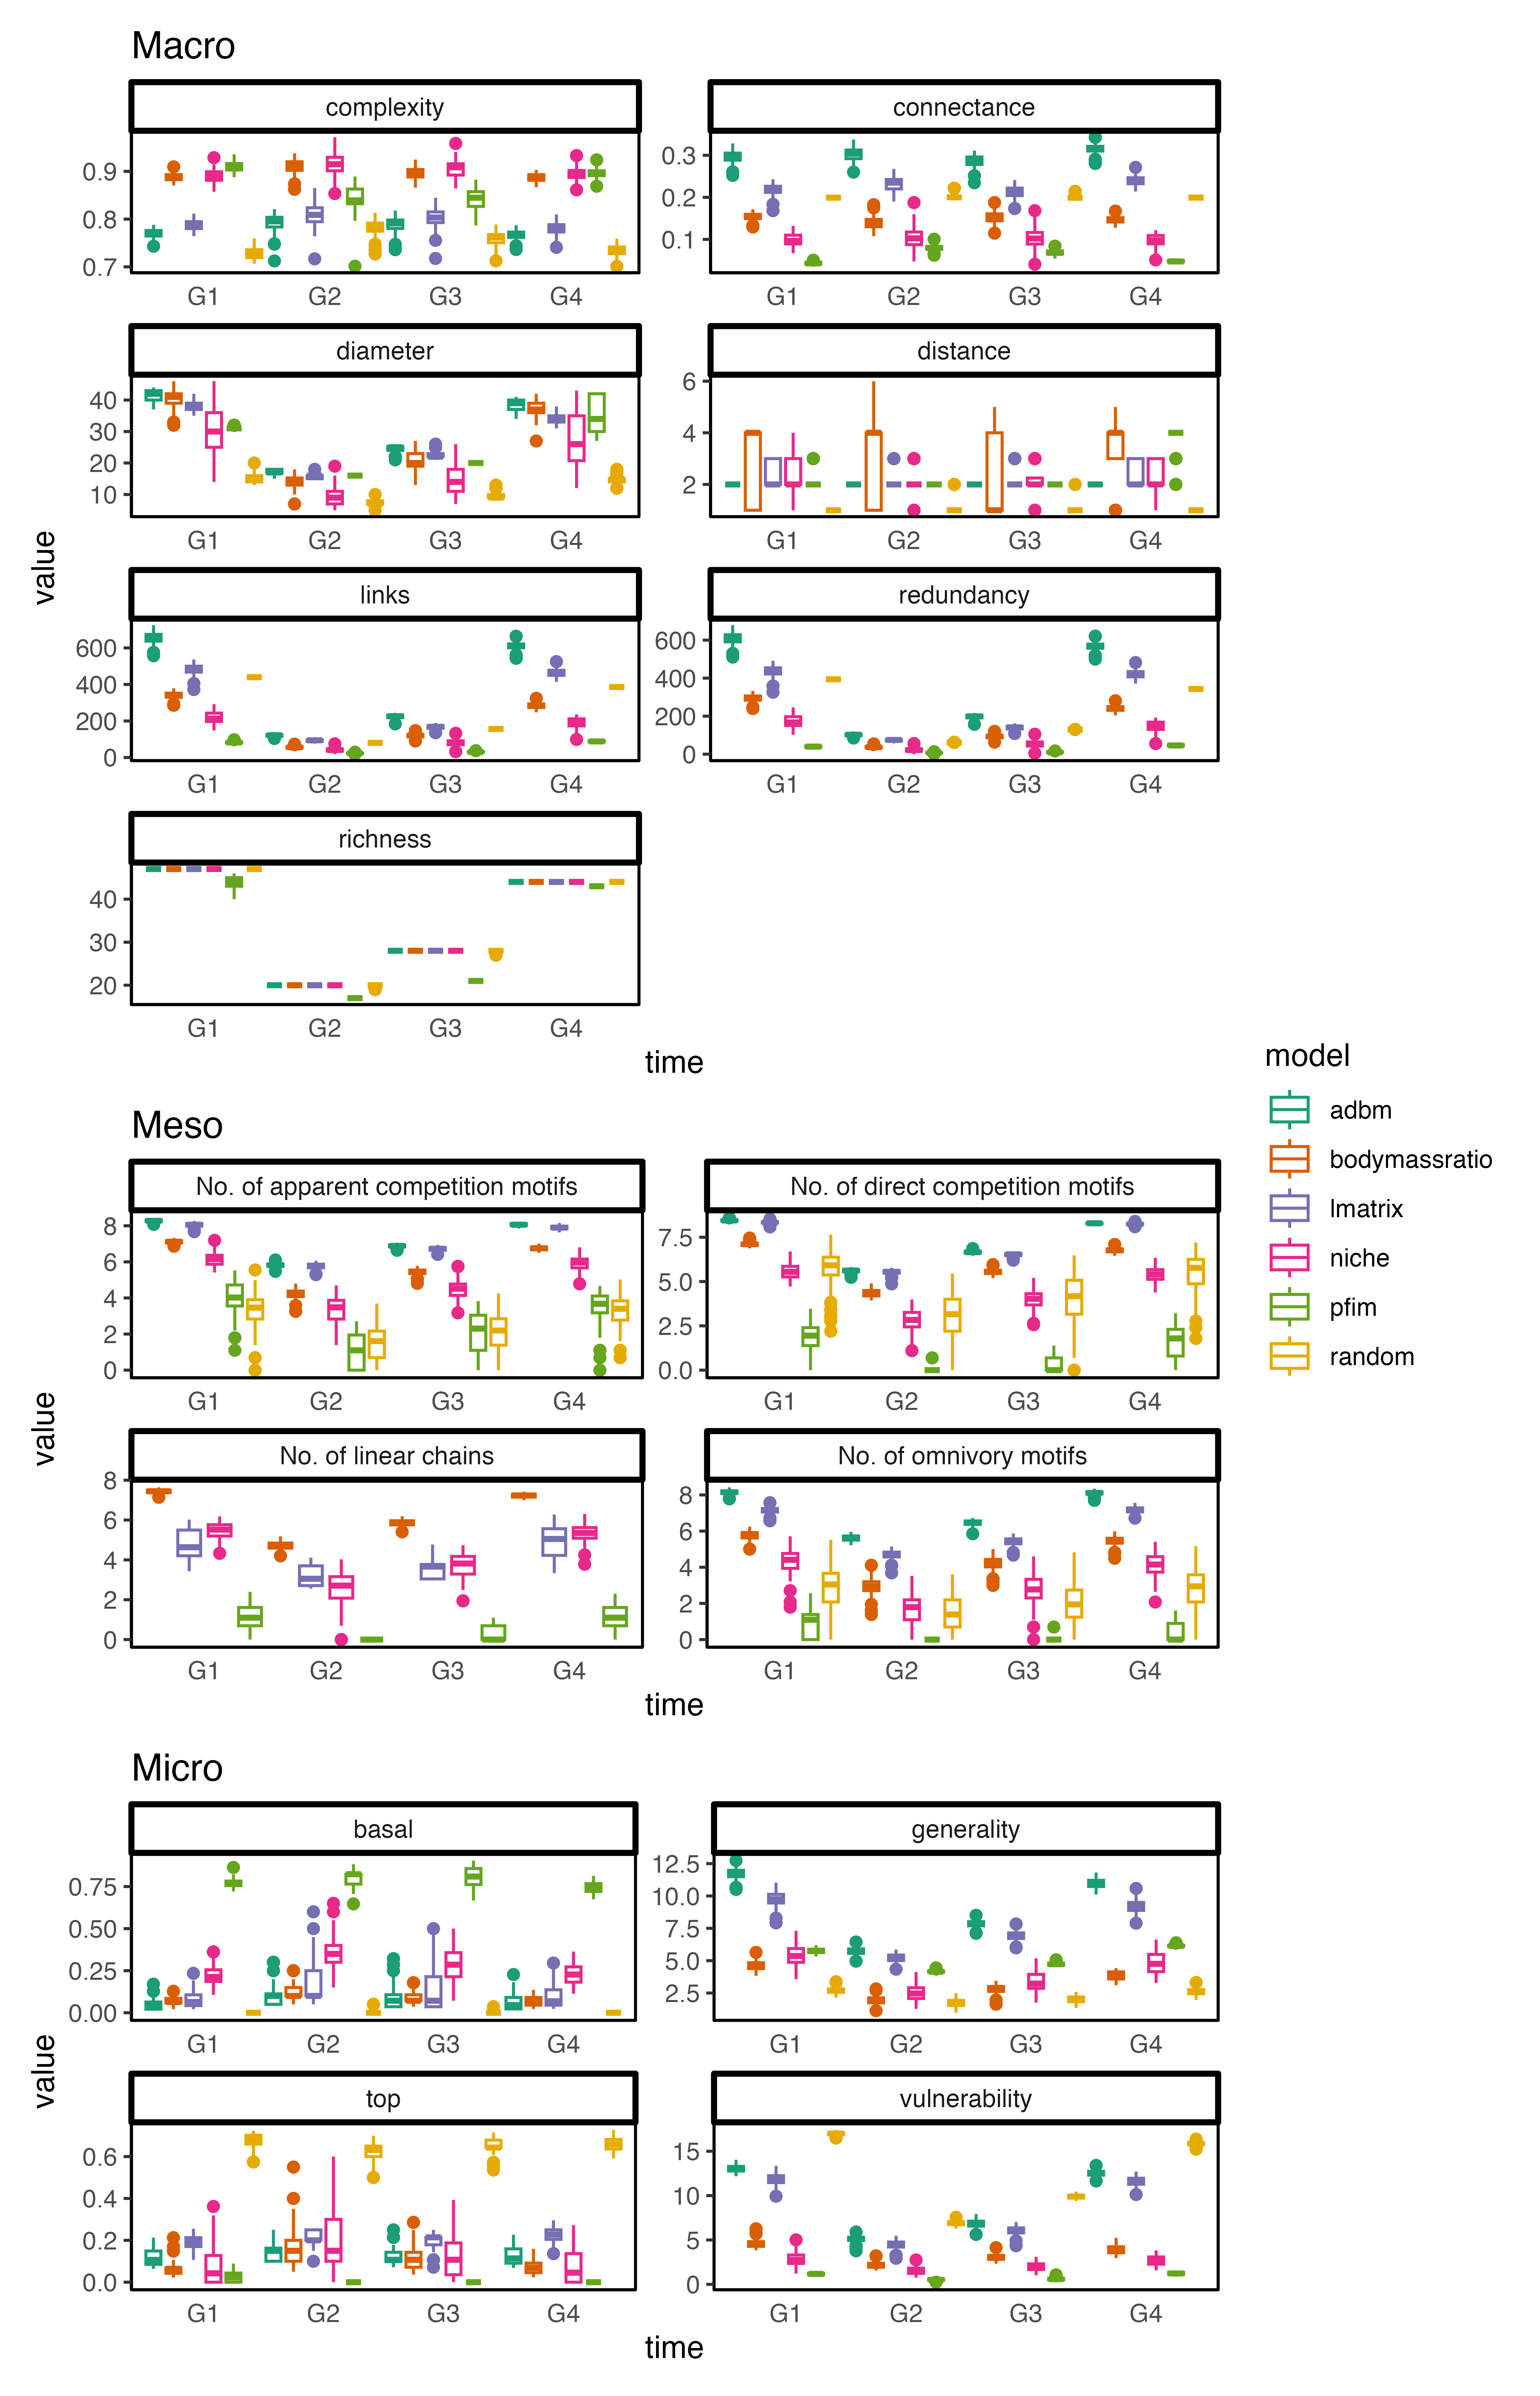 Macro
complexity
connectance
0.9
0.8
0.7
0.3
0.2
0.1
G1 G2 G3 G4
G1 G2 G3 G4
diameter
distance
40
30
20
10
6
4
2
G1 G2 G3 G4
G1 G2 G3 G4
value
links
redundancy
600
400
200
0
600
400
200
0
G1 G2 G3 G4
G1 G2 G3 G4
richness
40
30
20
G1 G2 G3 G4
time
model
adbm
bodymassratio
lmatrix
niche
pfim
random
Meso
No. of apparent competition motifs
No. of direct competition motifs
8
6
4
2
0
7.5
5.0
2.5
0.0
G1 G2 G3 G4
G1 G2 G3 G4
value
No. of linear chains
No. of omnivory motifs
8
6
4
2
0
8
6
4
2
0
G1 G2 G3 G4
G1 G2 G3 G4
time
Micro
basal
generality
0.75
0.50
0.25
0.00
12.5
10.0
7.5
5.0
2.5
G1 G2 G3 G4
G1 G2 G3 G4
value
top
vulnerability
0.6
0.4
0.2
0.0
15
10
5
0
G1 G2 G3 G4
G1 G2 G3 G4
time